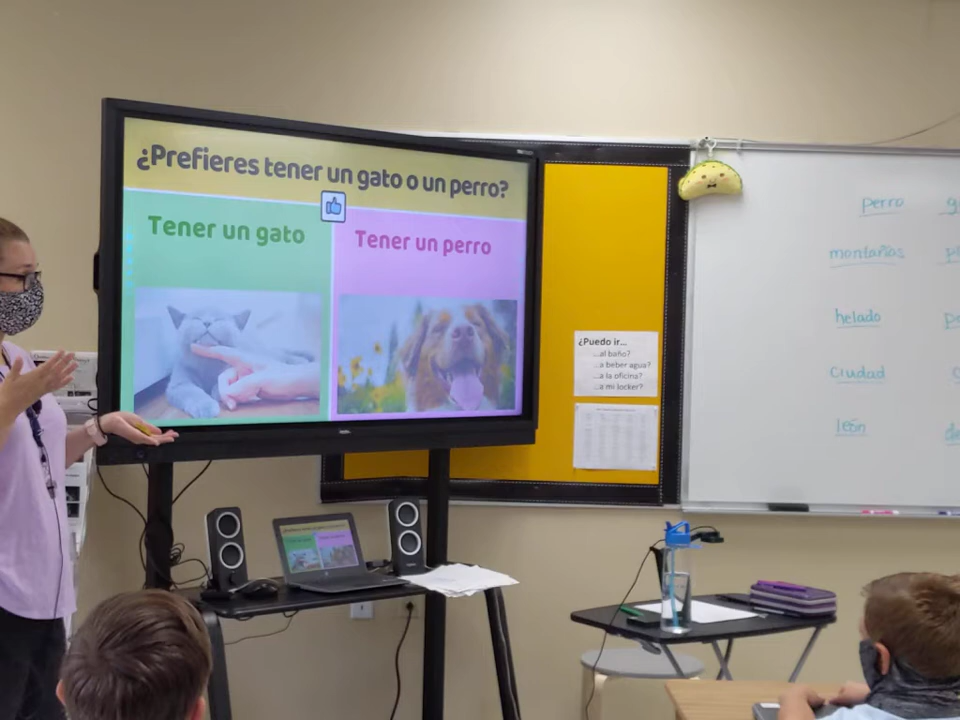 ¿Prefieres tener un gato o un perro?
Tener un gato
Tener un perro
¿Puedo ir...
...al baño?
...a beber agua?
...a la oficina?
...a mi locker?
perro
montañas
helado
ciudad
león